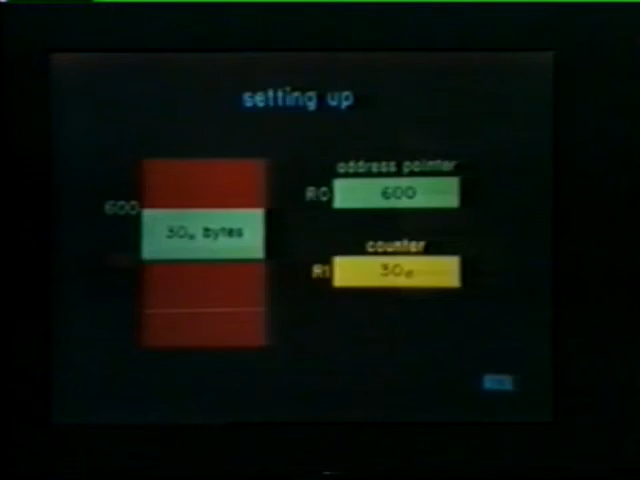 setting up
address pointer
R0 600
600
30₈ bytes
counter
R1 30₈